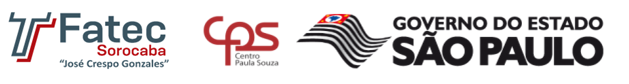 Fatec
Sorocaba
"José Crespo Gonzales"
CPS
Centro
Paula Souza
GOVERNO DO ESTADO
SÃO PAULO